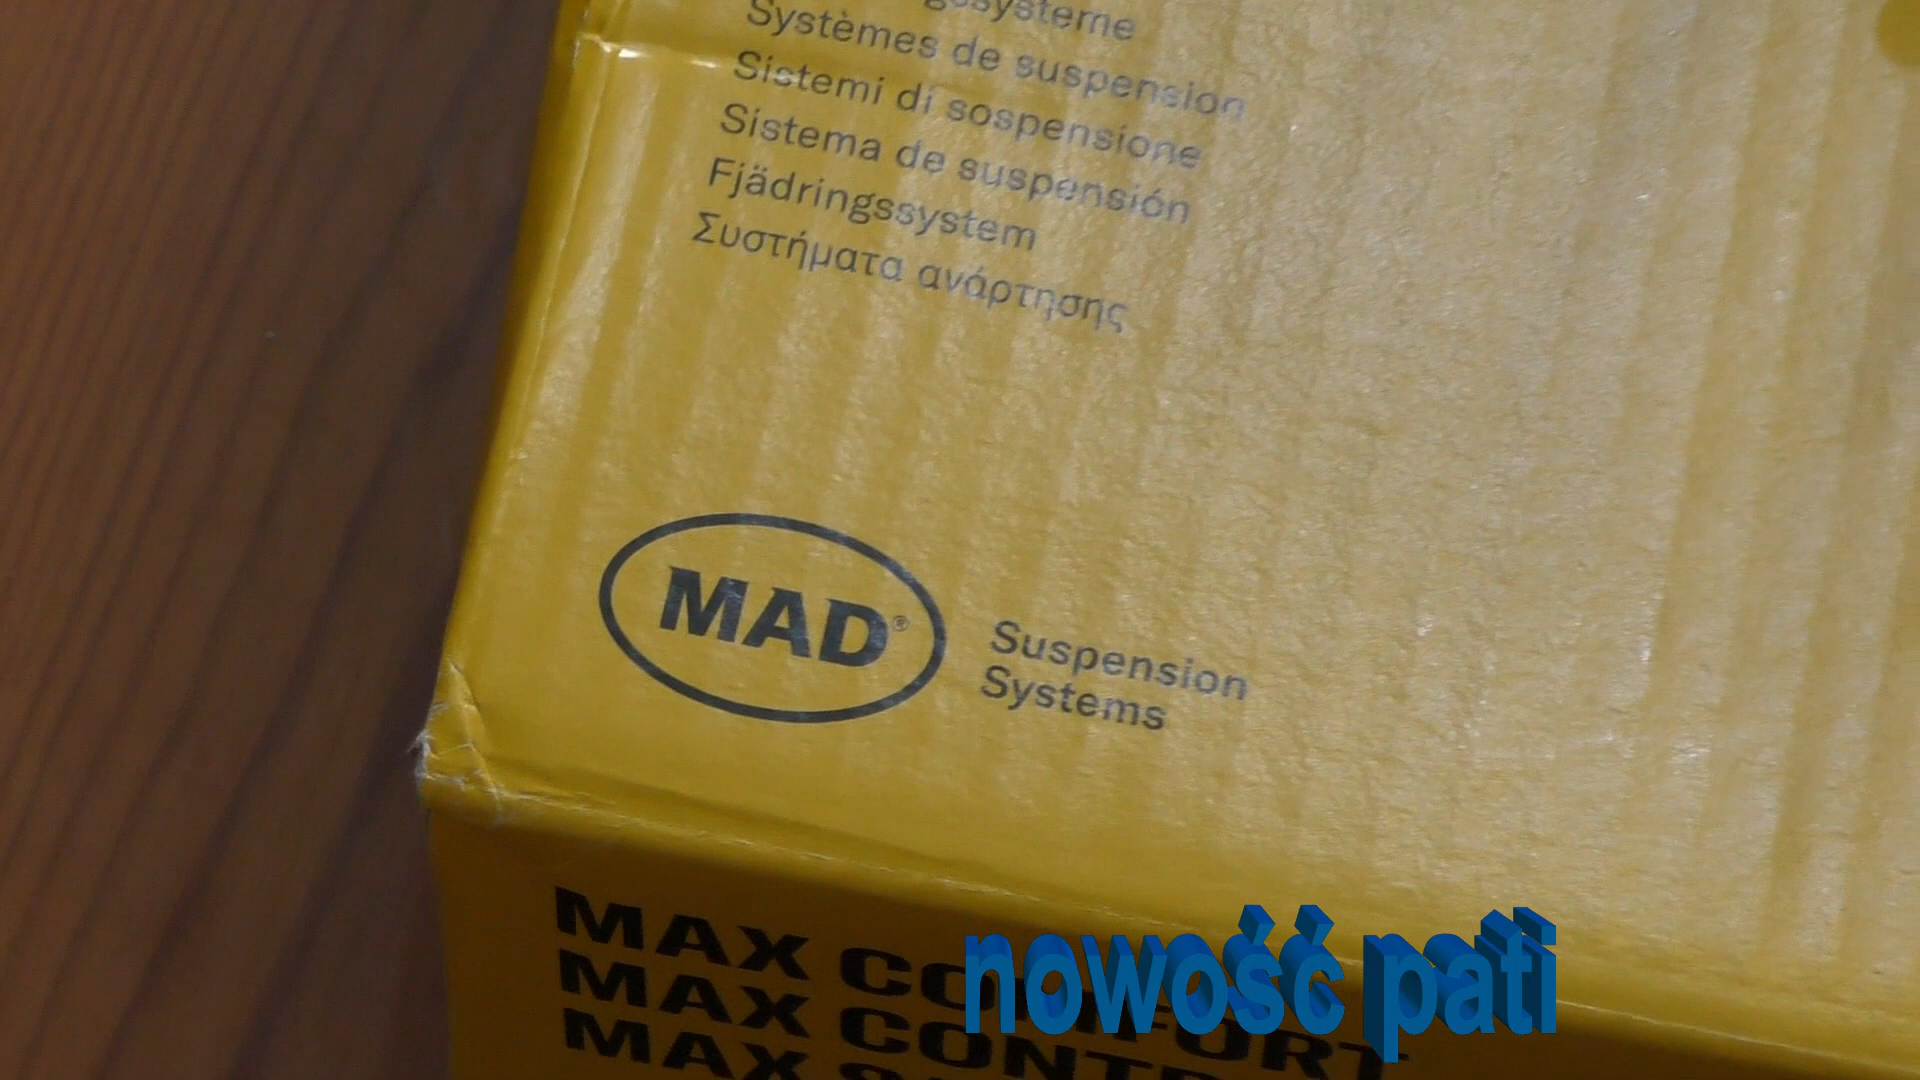 Systèmes de suspension
Sistemi di sospensione
Sistema de suspensión
Fjädringssystem
Συστήματα ανάρτησης
MAD®
Suspension
Systems
MAX COMFORT
MAX
MAX
nowość pati